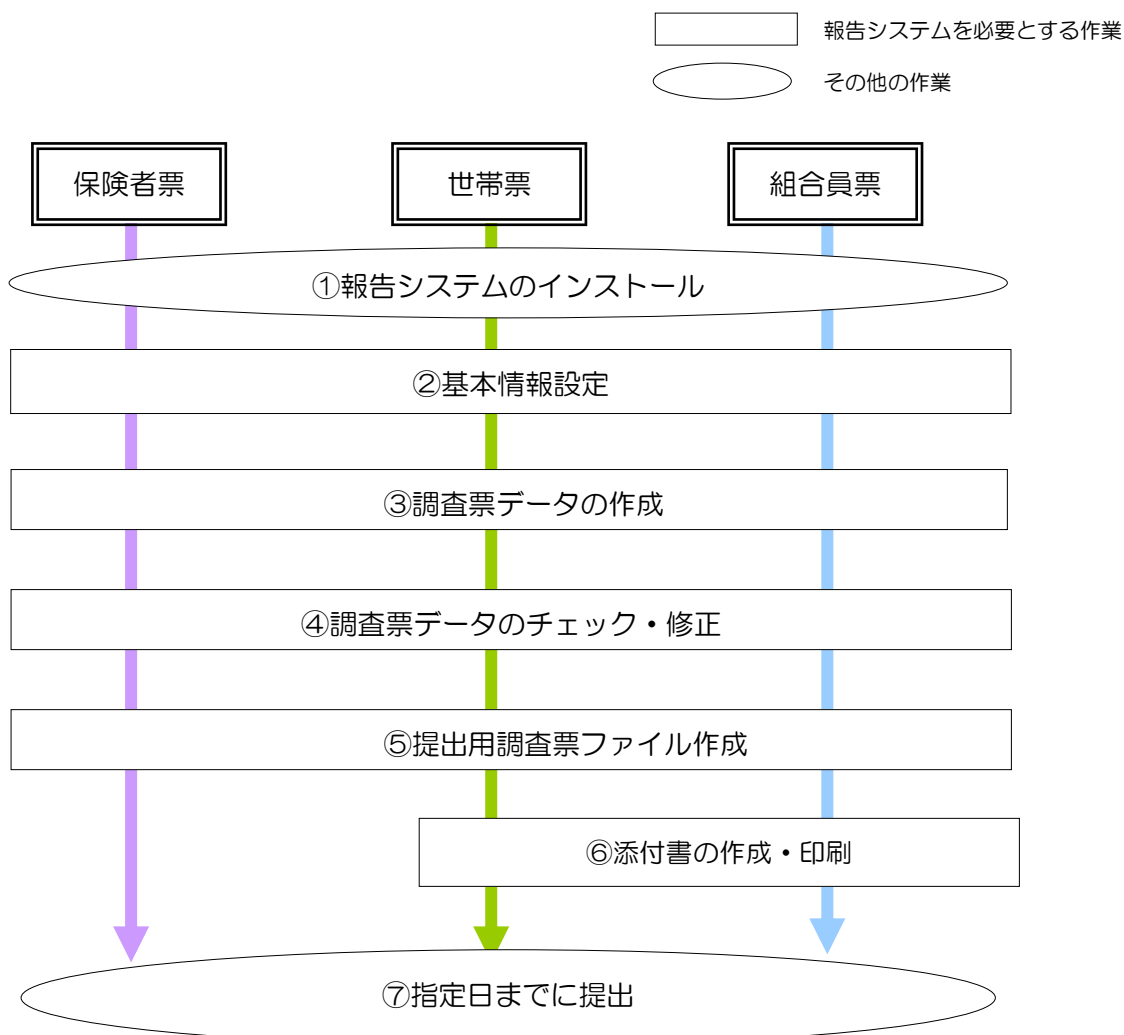 報告システムを必要とする作業
その他の作業
保険者票
世帯票
組合員票
①報告システムのインストール
②基本情報設定
③調査票データの作成
④調査票データのチェック・修正
⑤提出用調査票ファイル作成
⑥添付書の作成・印刷
⑦指定日までに提出